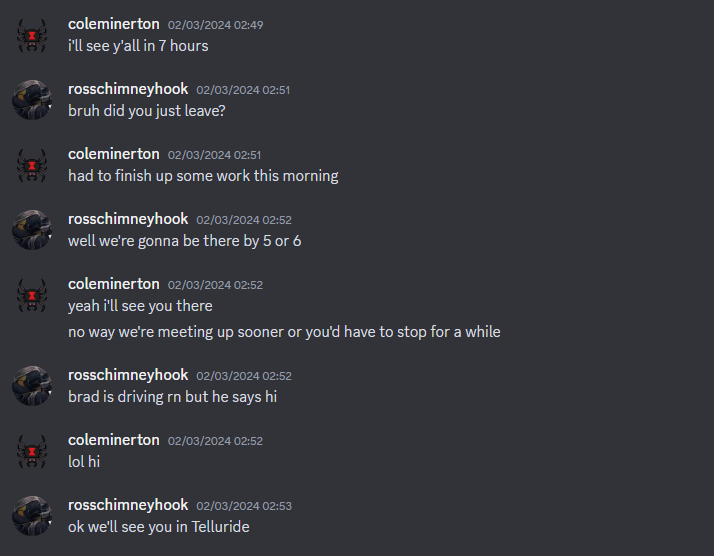 coleminerton 02/03/2024 02:49
i'll see y'all in 7 hours
rosschimneyhook 02/03/2024 02:51
bruh did you just leave?
coleminerton 02/03/2024 02:51
had to finish up some work this morning
rosschimneyhook 02/03/2024 02:52
well we're gonna be there by 5 or 6
coleminerton 02/03/2024 02:52
yeah i'll see you there
no way we're meeting up sooner or you'd have to stop for a while
rosschimneyhook 02/03/2024 02:52
brad is driving rn but he says hi
coleminerton 02/03/2024 02:52
lol hi
rosschimneyhook 02/03/2024 02:53
ok we'll see you in Telluride